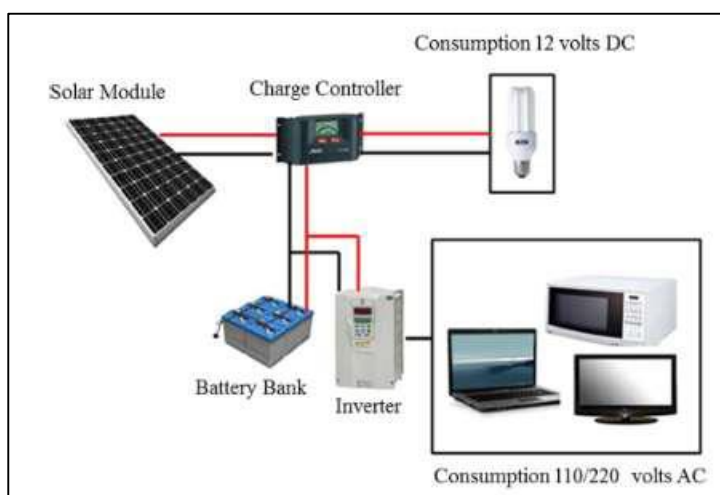 Consumption 12 volts DC
Solar Module
Charge Controller
Battery Bank
Inverter
Consumption 110/220 volts AC